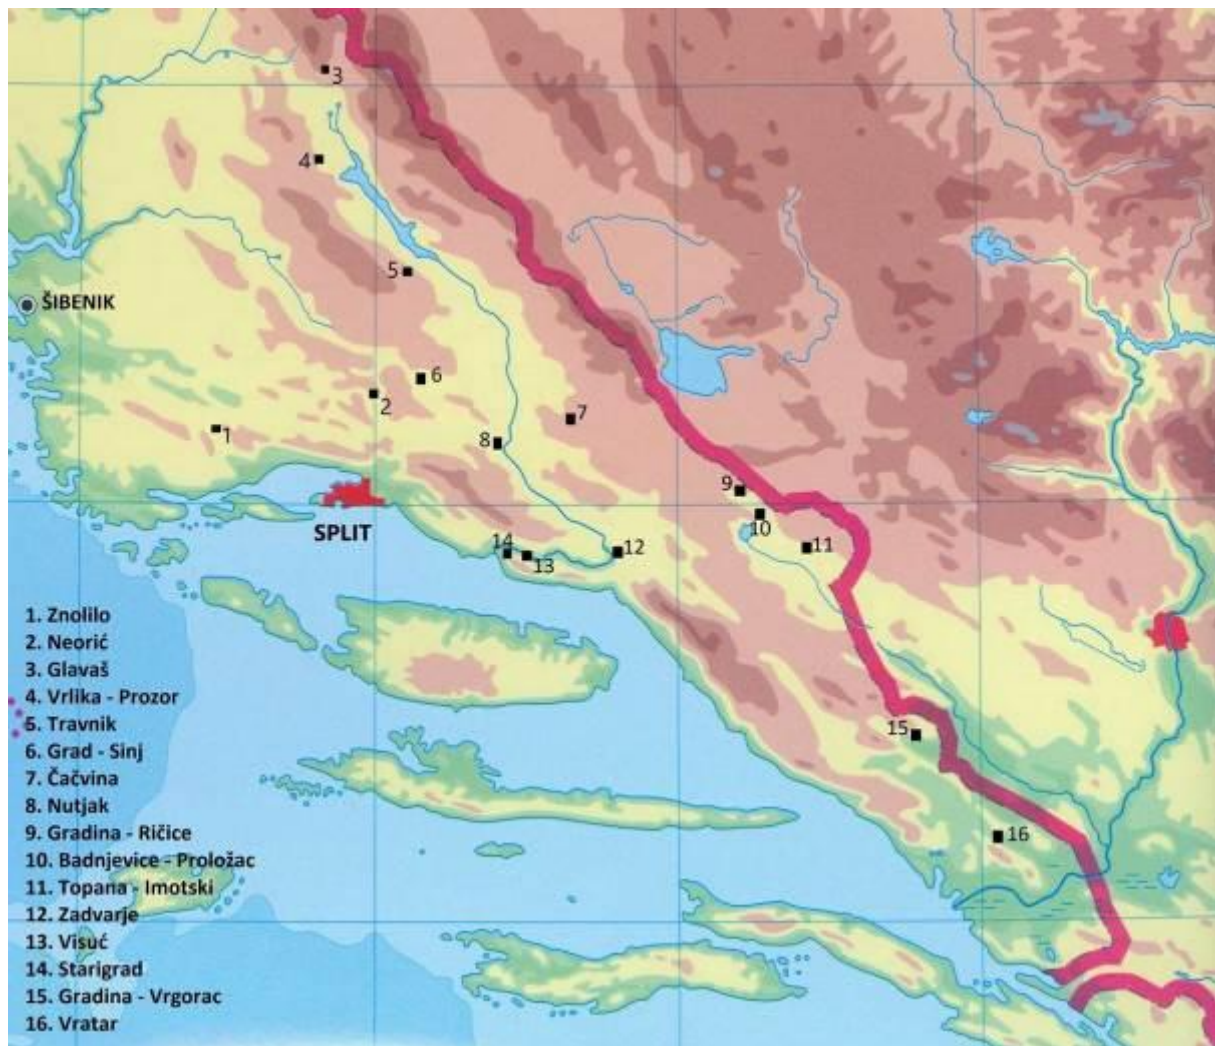 3
4
5
ŠIBENIK
6
2
7
1
8
9
SPLIT
10
14
12
11
13
1. Znolilo
2. Neorić
3. Glavaš
4. Vrlika - Prozor
5. Travnik
6. Grad - Sinj
7. Čačvina
8. Nutjak
9. Gradina - Ričice
10. Badnjevice - Proložac
11. Topana - Imotski
12. Zadvarje
13. Visuć
14. Starigrad
15. Gradina - Vrgorac
16. Vratar
15
16